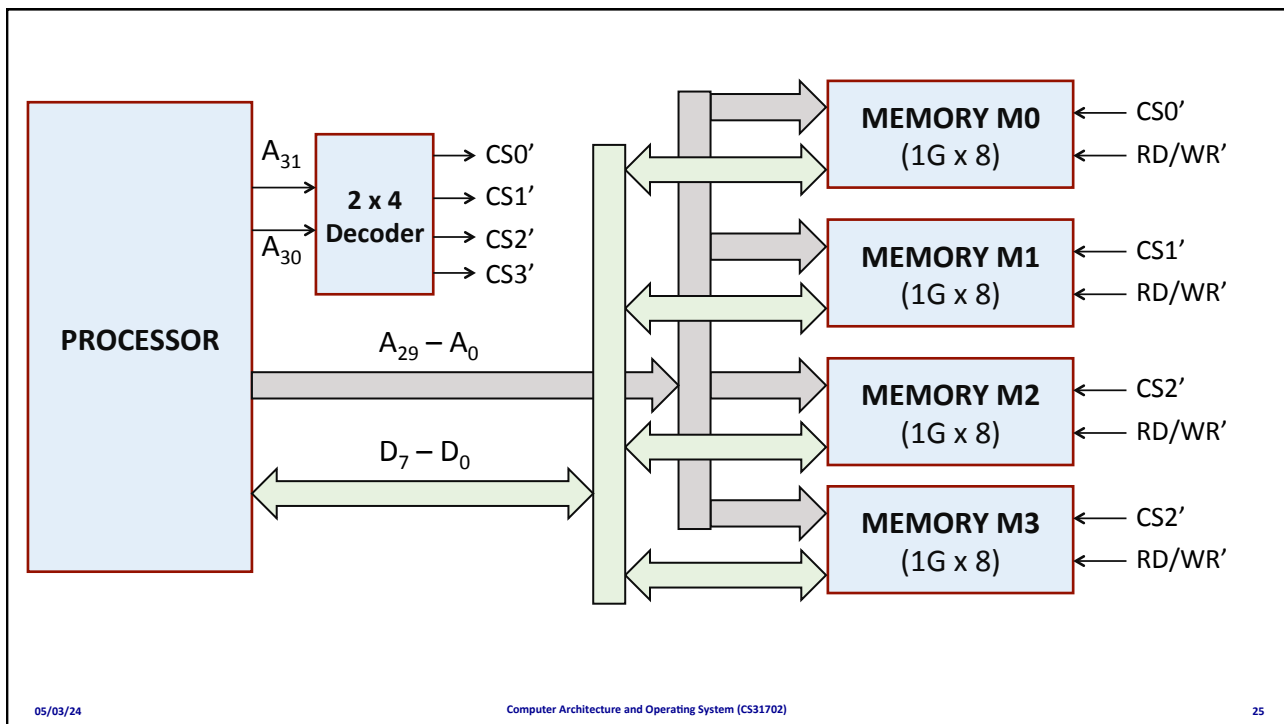 PROCESSOR
A₃₁
A₃₀
2 x 4
Decoder
CS0’
CS1’
CS2’
CS3’
A₂₉ – A₀
D₇ – D₀
MEMORY M0
(1G x 8)
CS0’
RD/WR’
MEMORY M1
(1G x 8)
CS1’
RD/WR’
MEMORY M2
(1G x 8)
CS2’
RD/WR’
MEMORY M3
(1G x 8)
CS2’
RD/WR’
05/03/24
Computer Architecture and Operating System (CS31702)
25